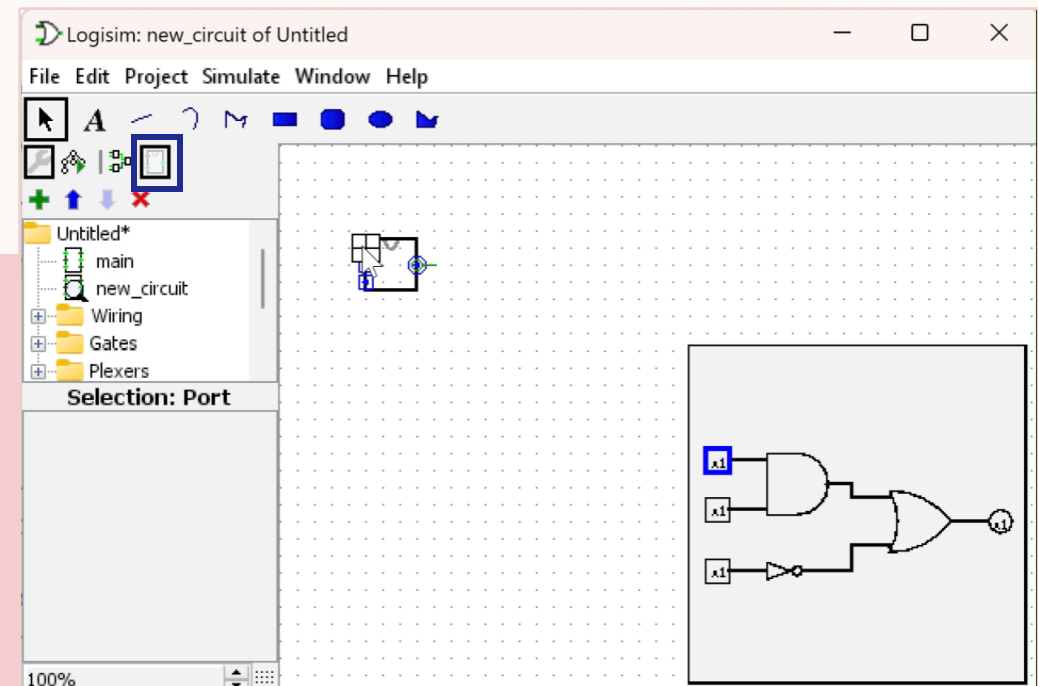 Logisim: new_circuit of Untitled
File Edit Project Simulate Window Help
A
Untitled*
main
new_circuit
Wiring
Gates
Plexers
Selection: Port
x1
x1
x1
x1
100%